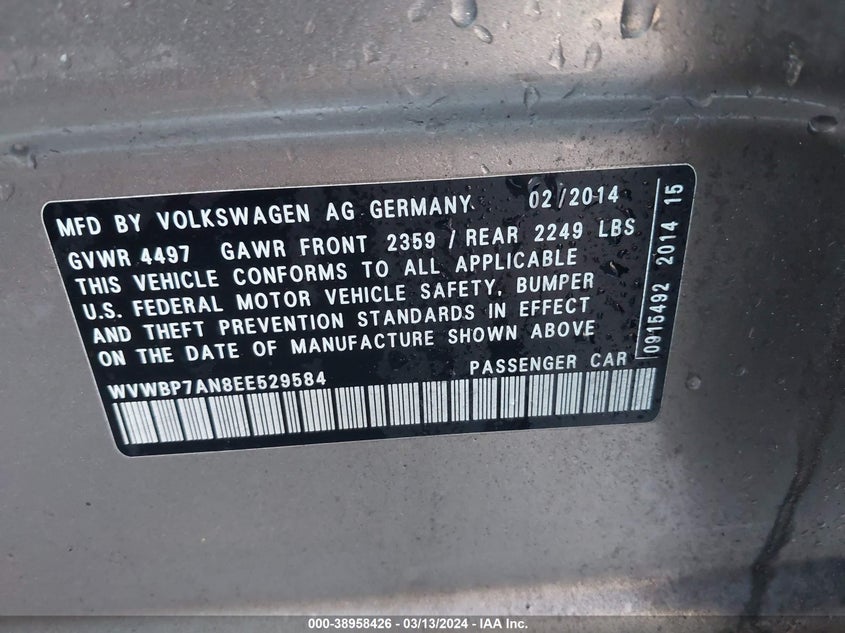 MFD BY VOLKSWAGEN AG GERMANY 02/2014
GVWR 4497 GAWR FRONT 2359 / REAR 2249 LBS
THIS VEHICLE CONFORMS TO ALL APPLICABLE
U.S. FEDERAL MOTOR VEHICLE SAFETY, BUMPER
AND THEFT PREVENTION STANDARDS IN EFFECT
ON THE DATE OF MANUFACTURE SHOWN ABOVE
WVWBP7AN8EE529584 PASSENGER CAR
0915492 2014 15
000-38958426 - 03/13/2024 - IAA Inc.